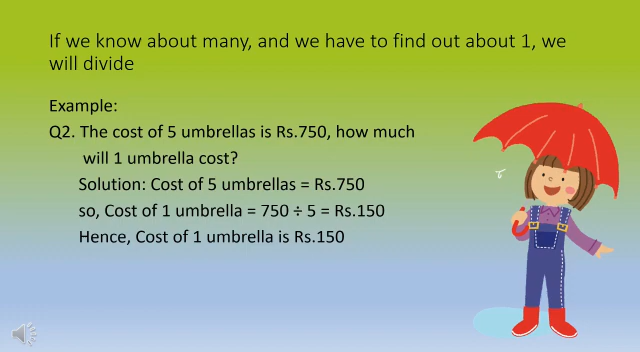 If we know about many, and we have to find out about 1, we
will divide
Example:
Q2. The cost of 5 umbrellas is Rs.750, how much
will 1 umbrella cost?
Solution: Cost of 5 umbrellas = Rs.750
so, Cost of 1 umbrella = 750 ÷ 5 = Rs.150
Hence, Cost of 1 umbrella is Rs.150